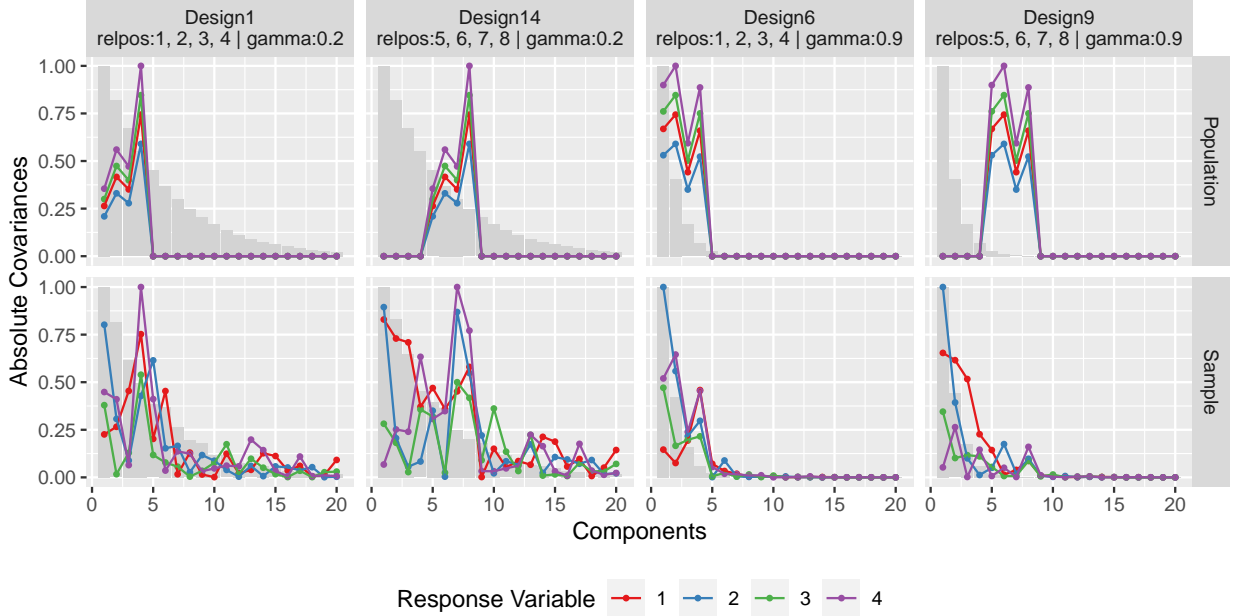 Design1
relpos:1, 2, 3, 4 | gamma:0.2
Design14
relpos:5, 6, 7, 8 | gamma:0.2
Design6
relpos:1, 2, 3, 4 | gamma:0.9
Design9
relpos:5, 6, 7, 8 | gamma:0.9
Absolute Covariances
1.00
0.75
0.50
0.25
0.00
Population
1.00
0.75
0.50
0.25
0.00
Sample
0 5 10 15 20
0 5 10 15 20
0 5 10 15 20
0 5 10 15 20
Components
Response Variable 1 2 3 4